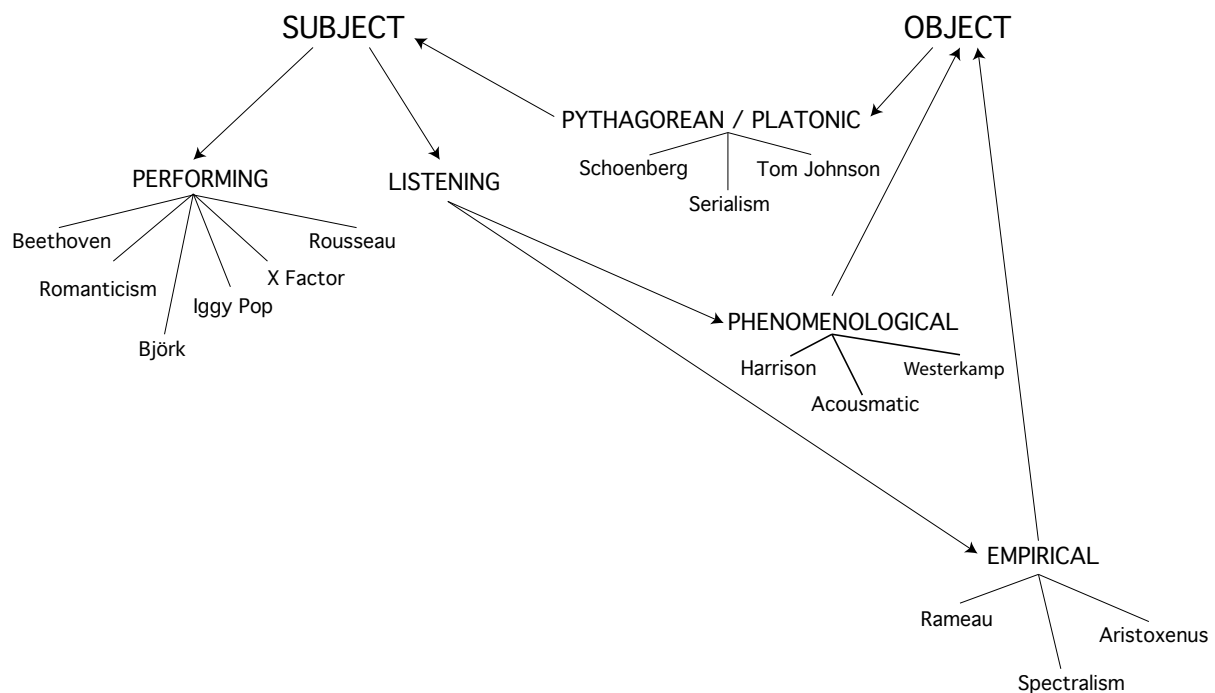 SUBJECT
OBJECT
PYTHAGOREAN / PLATONIC
Schoenberg
Tom Johnson
Serialism
PERFORMING
LISTENING
Beethoven
Rousseau
Romanticism
X Factor
Iggy Pop
Björk
PHENOMENOLOGICAL
Harrison
Westerkamp
Acousmatic
EMPIRICAL
Rameau
Aristoxenus
Spectralism